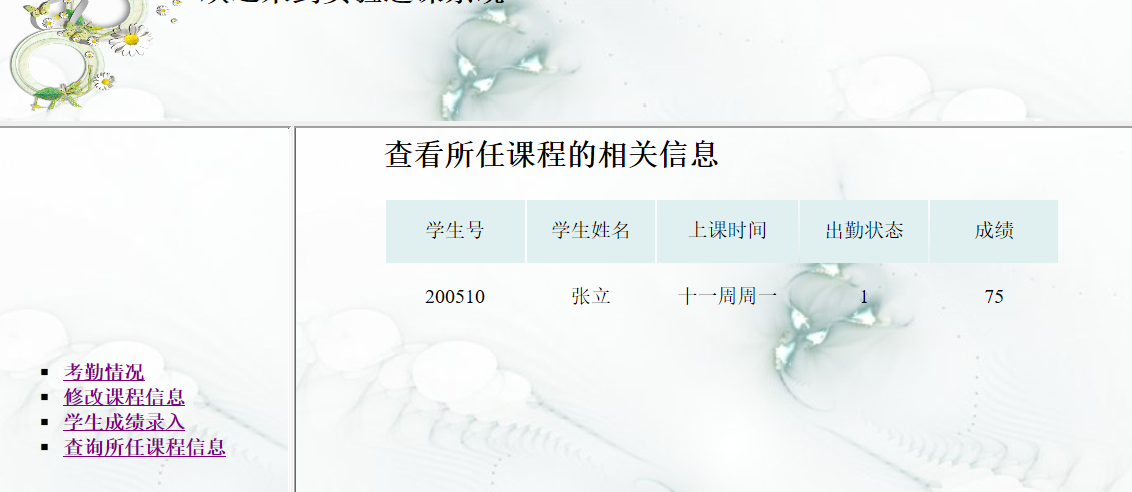 查看所任课程的相关信息
学生号 学生姓名 上课时间 出勤状态 成绩
200510 张立 十一周周一 1 75
考勤情况
修改课程信息
学生成绩录入
查询所任课程信息